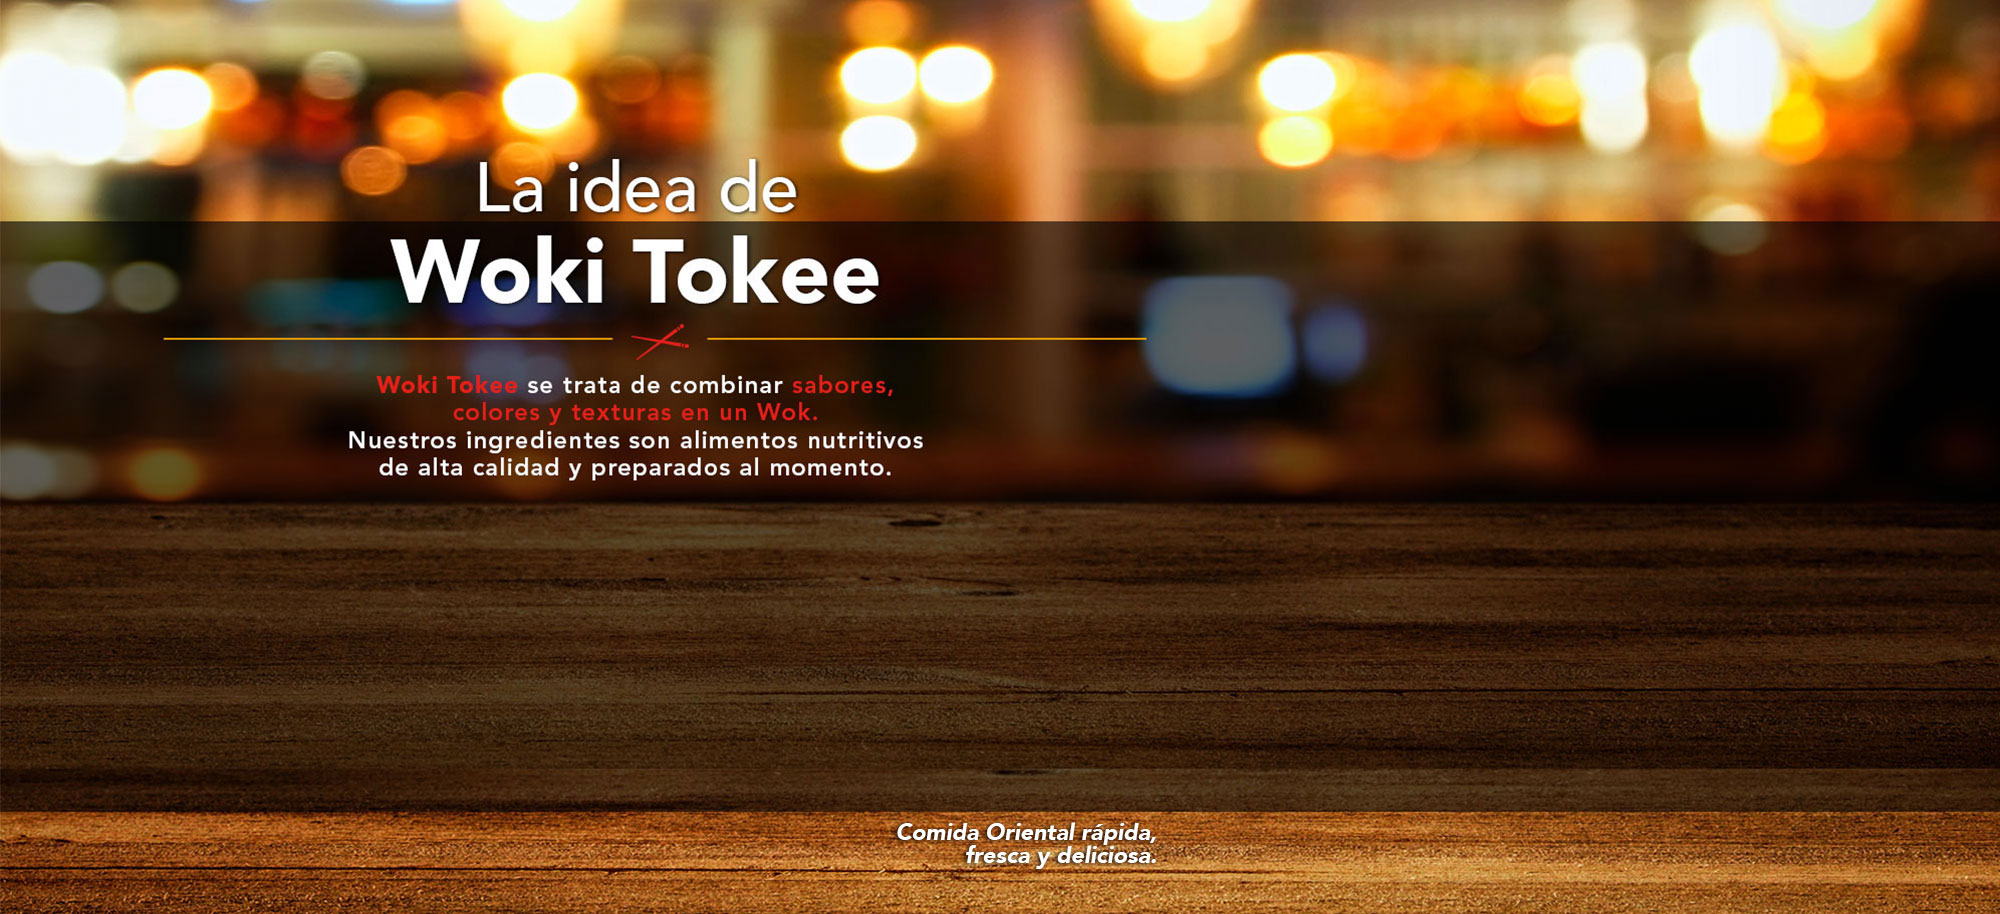 La idea de
Woki Tokee
Woki Tokee se trata de combinar sabores,
colores y texturas en un Wok.
Nuestros ingredientes son alimentos nutritivos
de alta calidad y preparados al momento.
Comida Oriental rápida,
fresca y deliciosa.